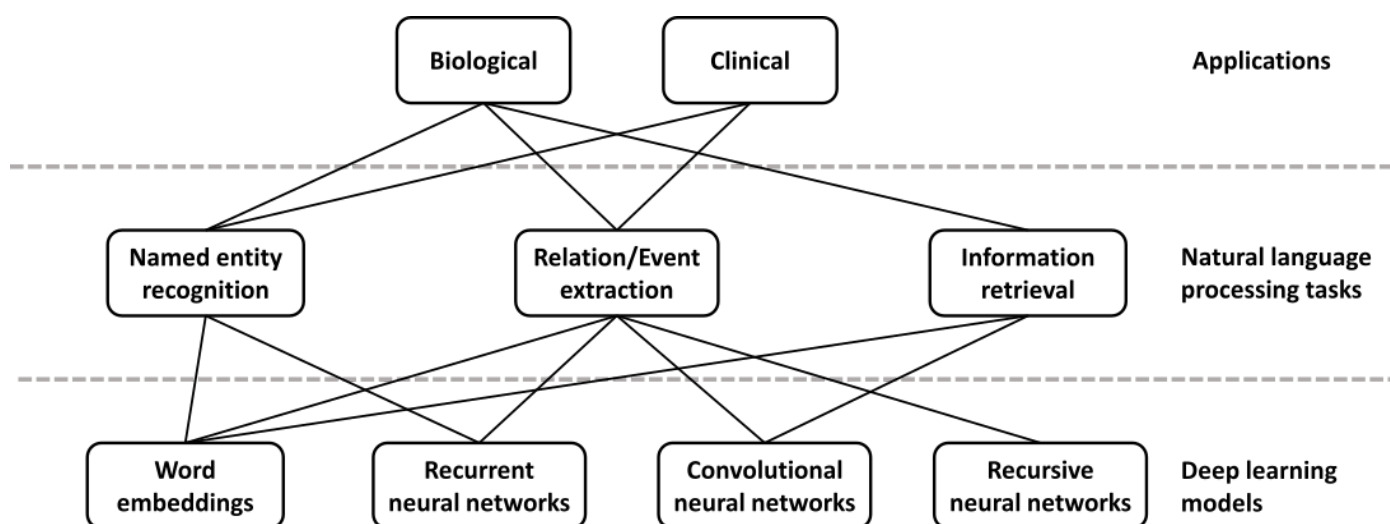 Biological
Clinical
Applications
Named entity
recognition
Relation/Event
extraction
Information
retrieval
Natural language
processing tasks
Word
embeddings
Recurrent
neural networks
Convolutional
neural networks
Recursive
neural networks
Deep learning
models